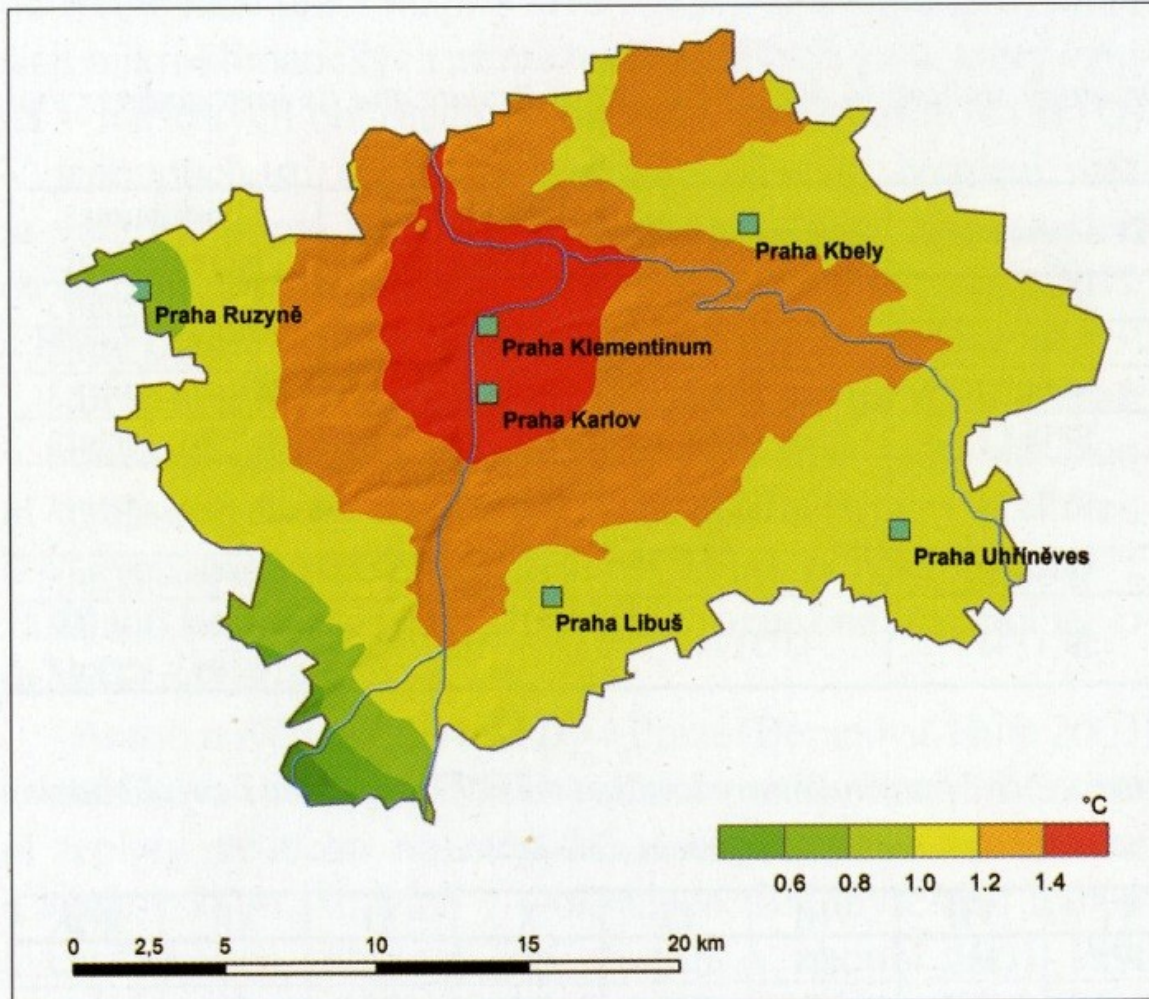 Praha Kbely
Praha Ruzyně
Praha Klementinum
Praha Karlov
Praha Uhříněves
Praha Libuš
°C
0.6 0.8 1.0 1.2 1.4
0 2,5 5 10 15 20 km